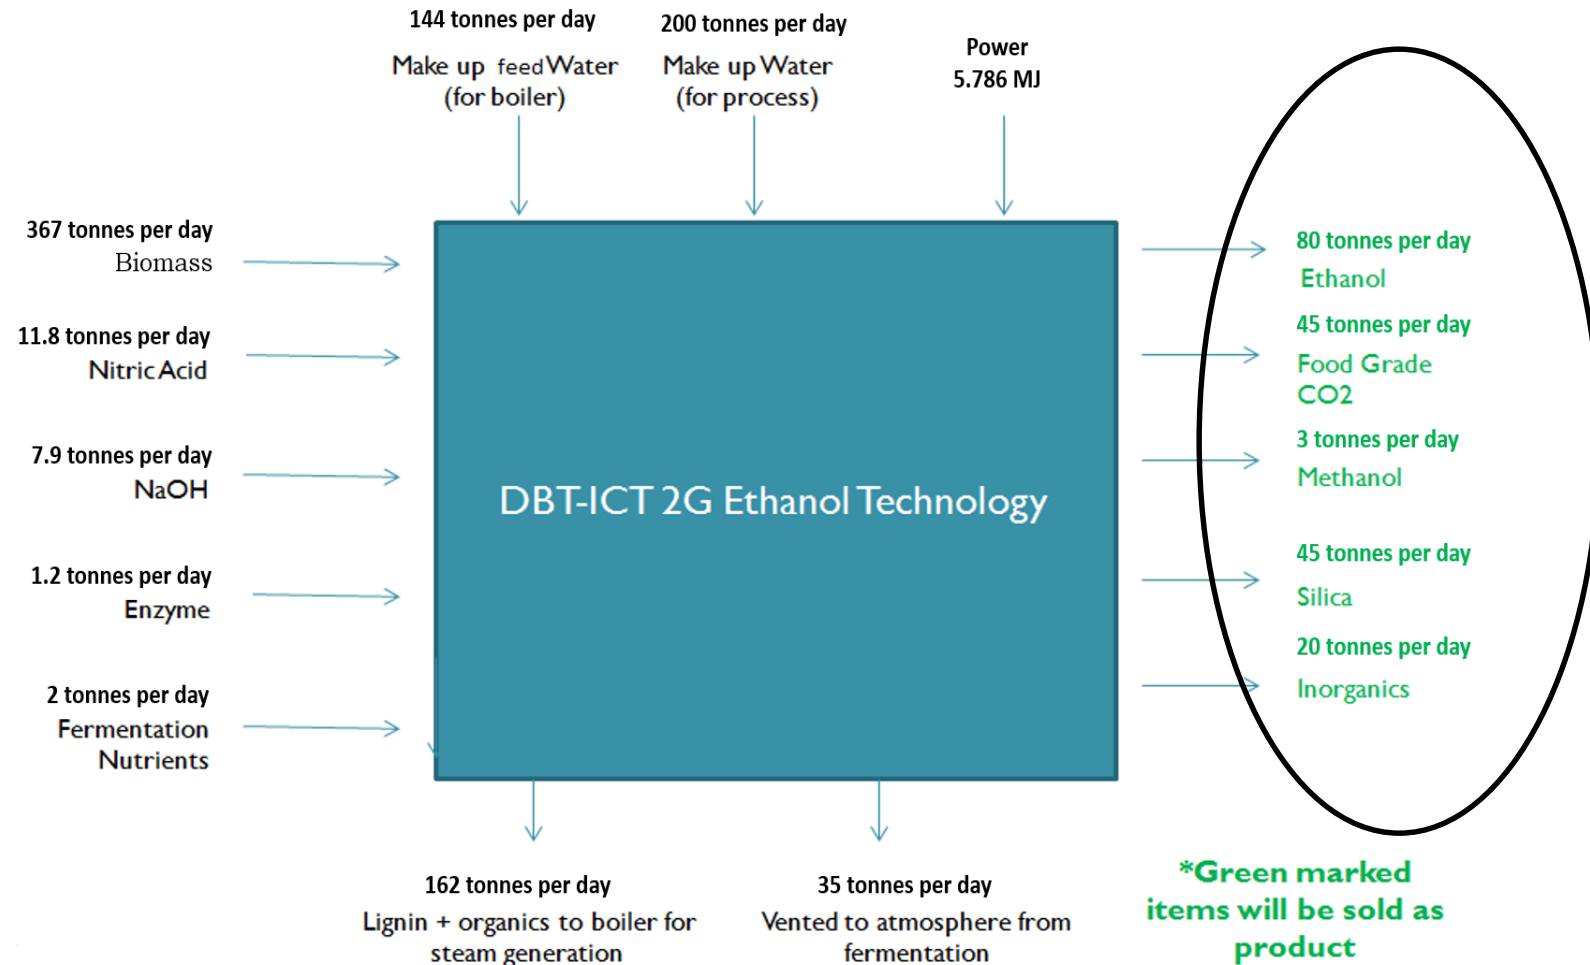 144 tonnes per day
Make up feed Water
(for boiler)
200 tonnes per day
Make up Water
(for process)
Power
5.786 MJ
367 tonnes per day
Biomass
11.8 tonnes per day
Nitric Acid
7.9 tonnes per day
NaOH
1.2 tonnes per day
Enzyme
2 tonnes per day
Fermentation
Nutrients
DBT-ICT 2G Ethanol Technology
80 tonnes per day
Ethanol
45 tonnes per day
Food Grade
CO2
3 tonnes per day
Methanol
45 tonnes per day
Silica
20 tonnes per day
Inorganics
162 tonnes per day
Lignin + organics to boiler for
steam generation
35 tonnes per day
Vented to atmosphere from
fermentation
*Green marked
items will be sold as
product